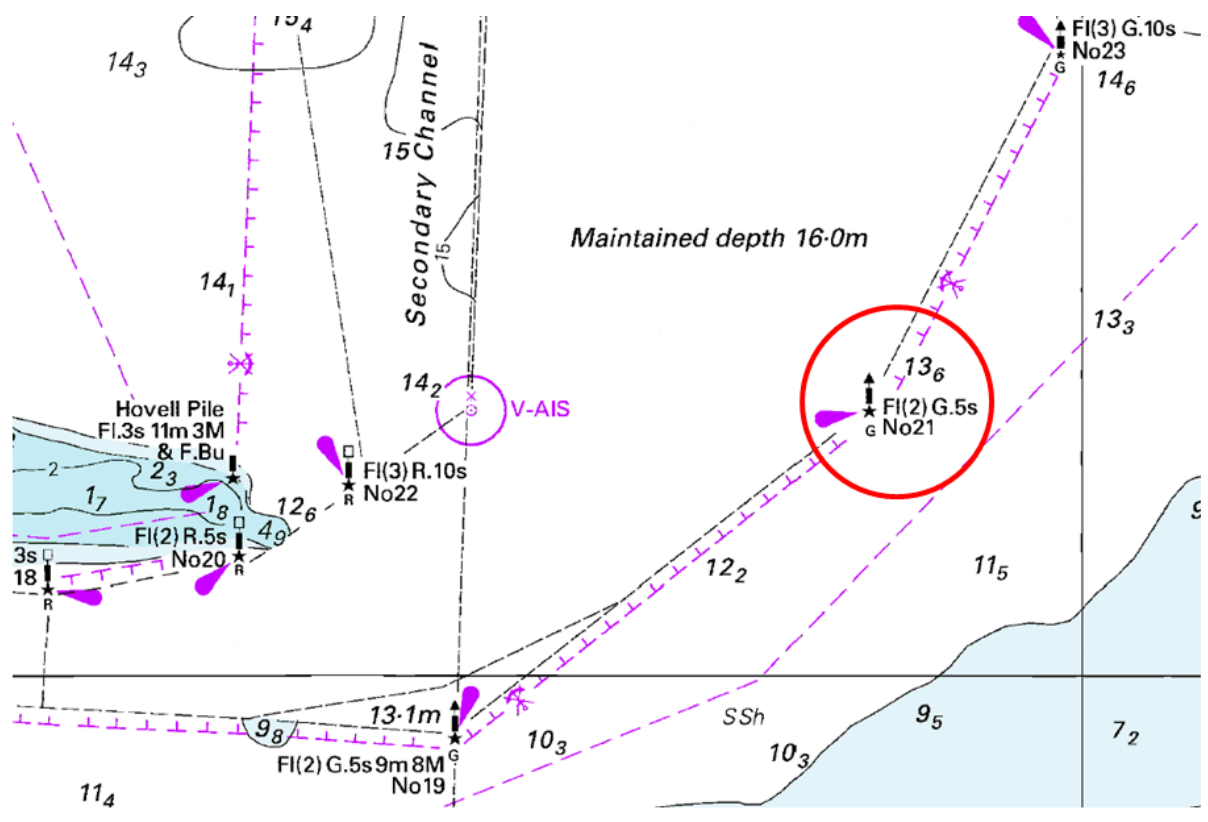 15₄
14₃
Fl(3) G.10s
No23
G
14₆
Secondary Channel
15
15
Maintained depth 16·0m
14₁
13₃
13₆
14₂
V-AIS
Fl(2) G.5s
No21
G
Hovell Pile
Fl.3s 11m 3M
& F.Bu
2
2₃
1₇
1₈
4₉
12₆
Fl(3) R.10s
No22
R
Fl(2) R.5s
No20
R
3s
18
R
12₂
11₅
9
13·1m
9₈
G
Fl(2) G.5s 9m 8M
No19
10₃
SSh
10₃
9₅
7₂
11₄